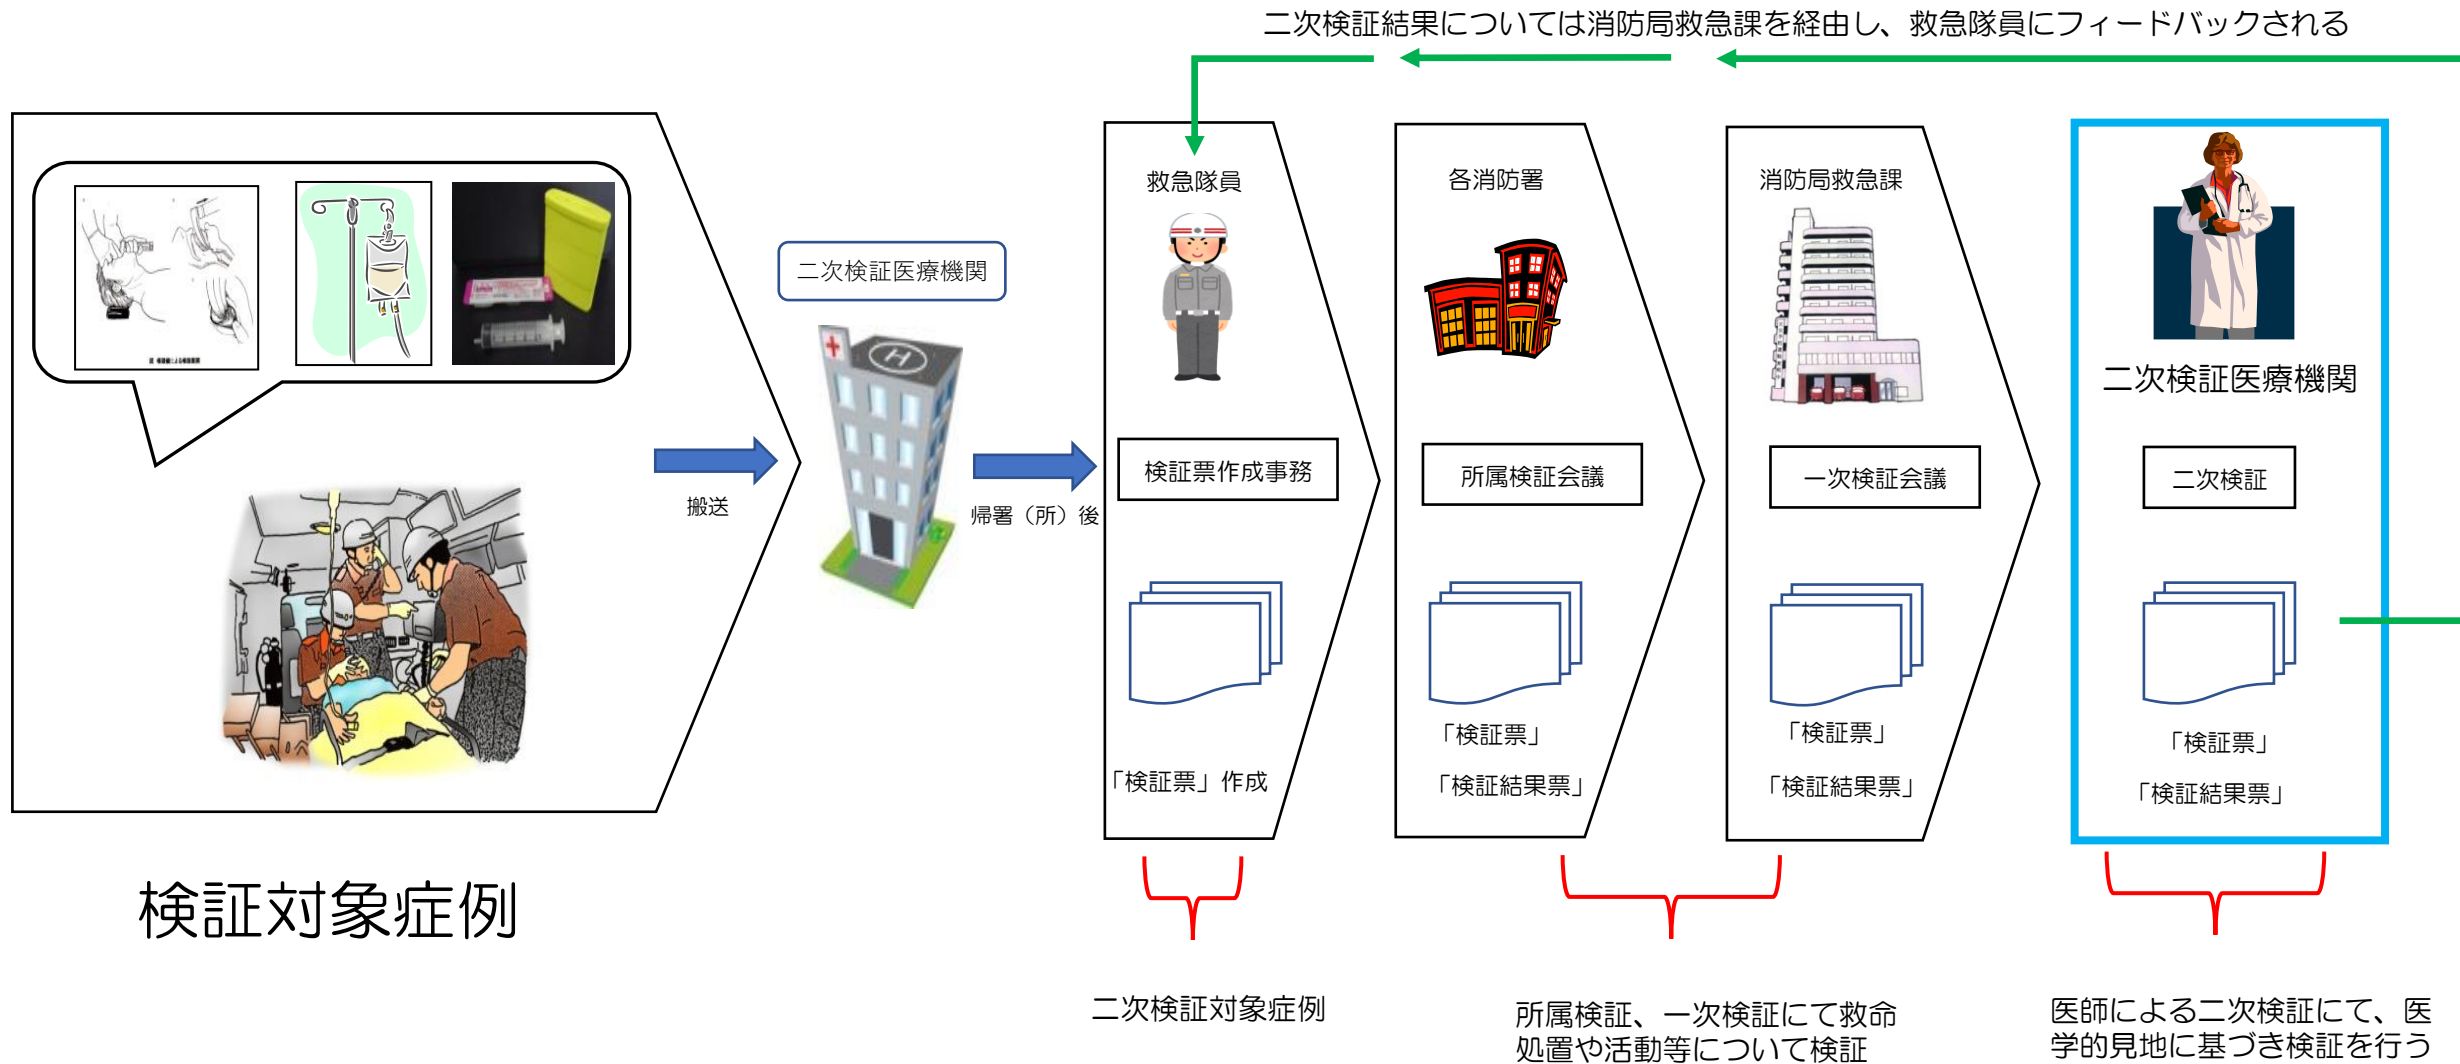 二次検証結果については消防局救急課を経由し、救急隊員にフィードバックされる
二次検証医療機関
搬送
帰署（所）後
検証対象症例
救急隊員
検証票作成事務
「検証票」作成
各消防署
所属検証会議
「検証票」
「検証結果票」
消防局救急課
一次検証会議
「検証票」
「検証結果票」
二次検証医療機関
二次検証
「検証票」
「検証結果票」
二次検証対象症例
所属検証、一次検証にて救命
処置や活動等について検証
医師による二次検証にて、医
学的見地に基づき検証を行う